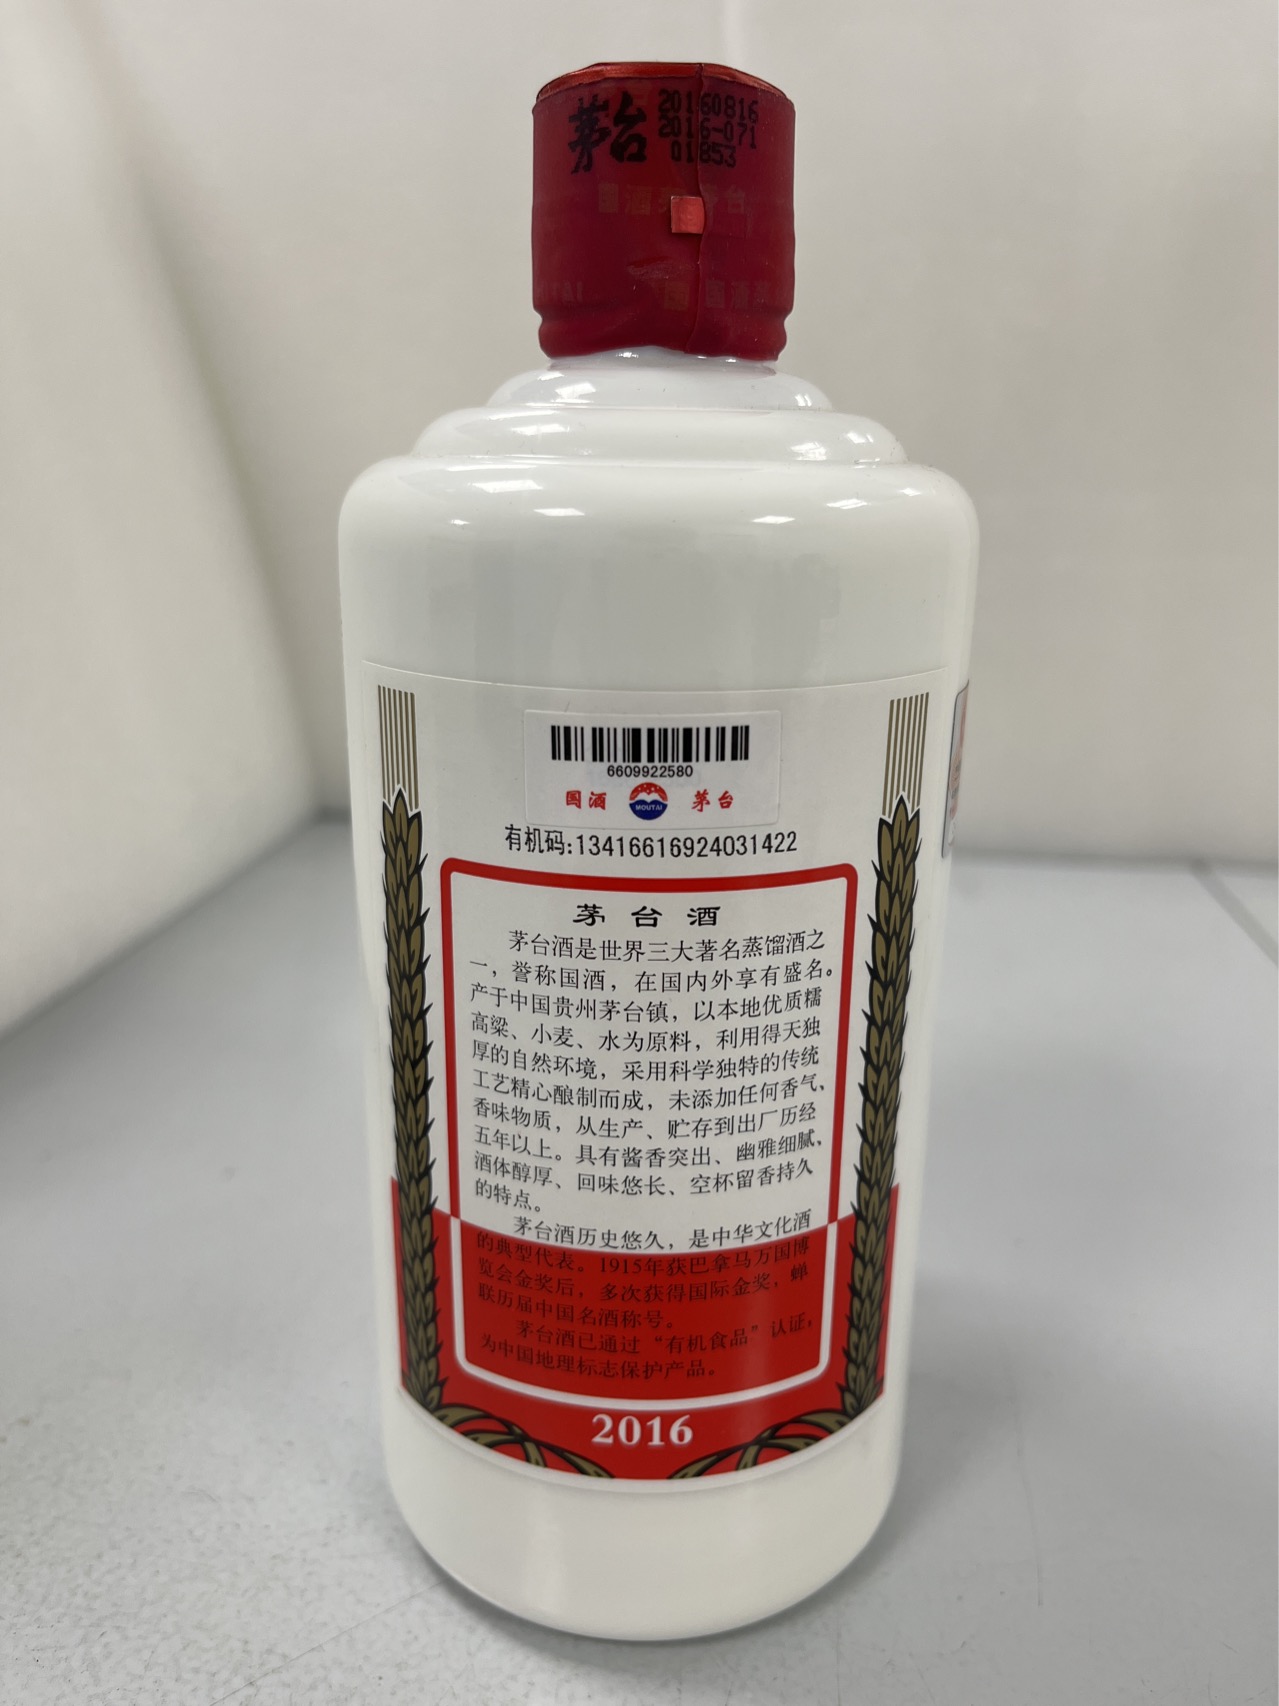 茅台
20160816
2016-071
01853
国酒茅台
6609922580
国酒 MOUTAI 茅台
有机码:13416616924031422
茅台酒
茅台酒是世界三大著名蒸馏酒之
一，誉称国酒，在国内外享有盛名。
产于中国贵州茅台镇，以本地优质糯
高粱、小麦、水为原料，利用得天独
厚的自然环境，采用科学独特的传统
工艺精心酿制而成，未添加任何香气、
香味物质，从生产、贮存到出厂历经
五年以上。具有酱香突出、幽雅细腻、
酒体醇厚、回味悠长、空杯留香持久
的特点。
茅台酒历史悠久，是中华文化酒
的典型代表。1915年获巴拿马万国博
览会金奖后，多次获得国际金奖，蝉
联历届中国名酒称号。
茅台酒已通过“有机食品”认证，
为中国地理标志保护产品。
2016